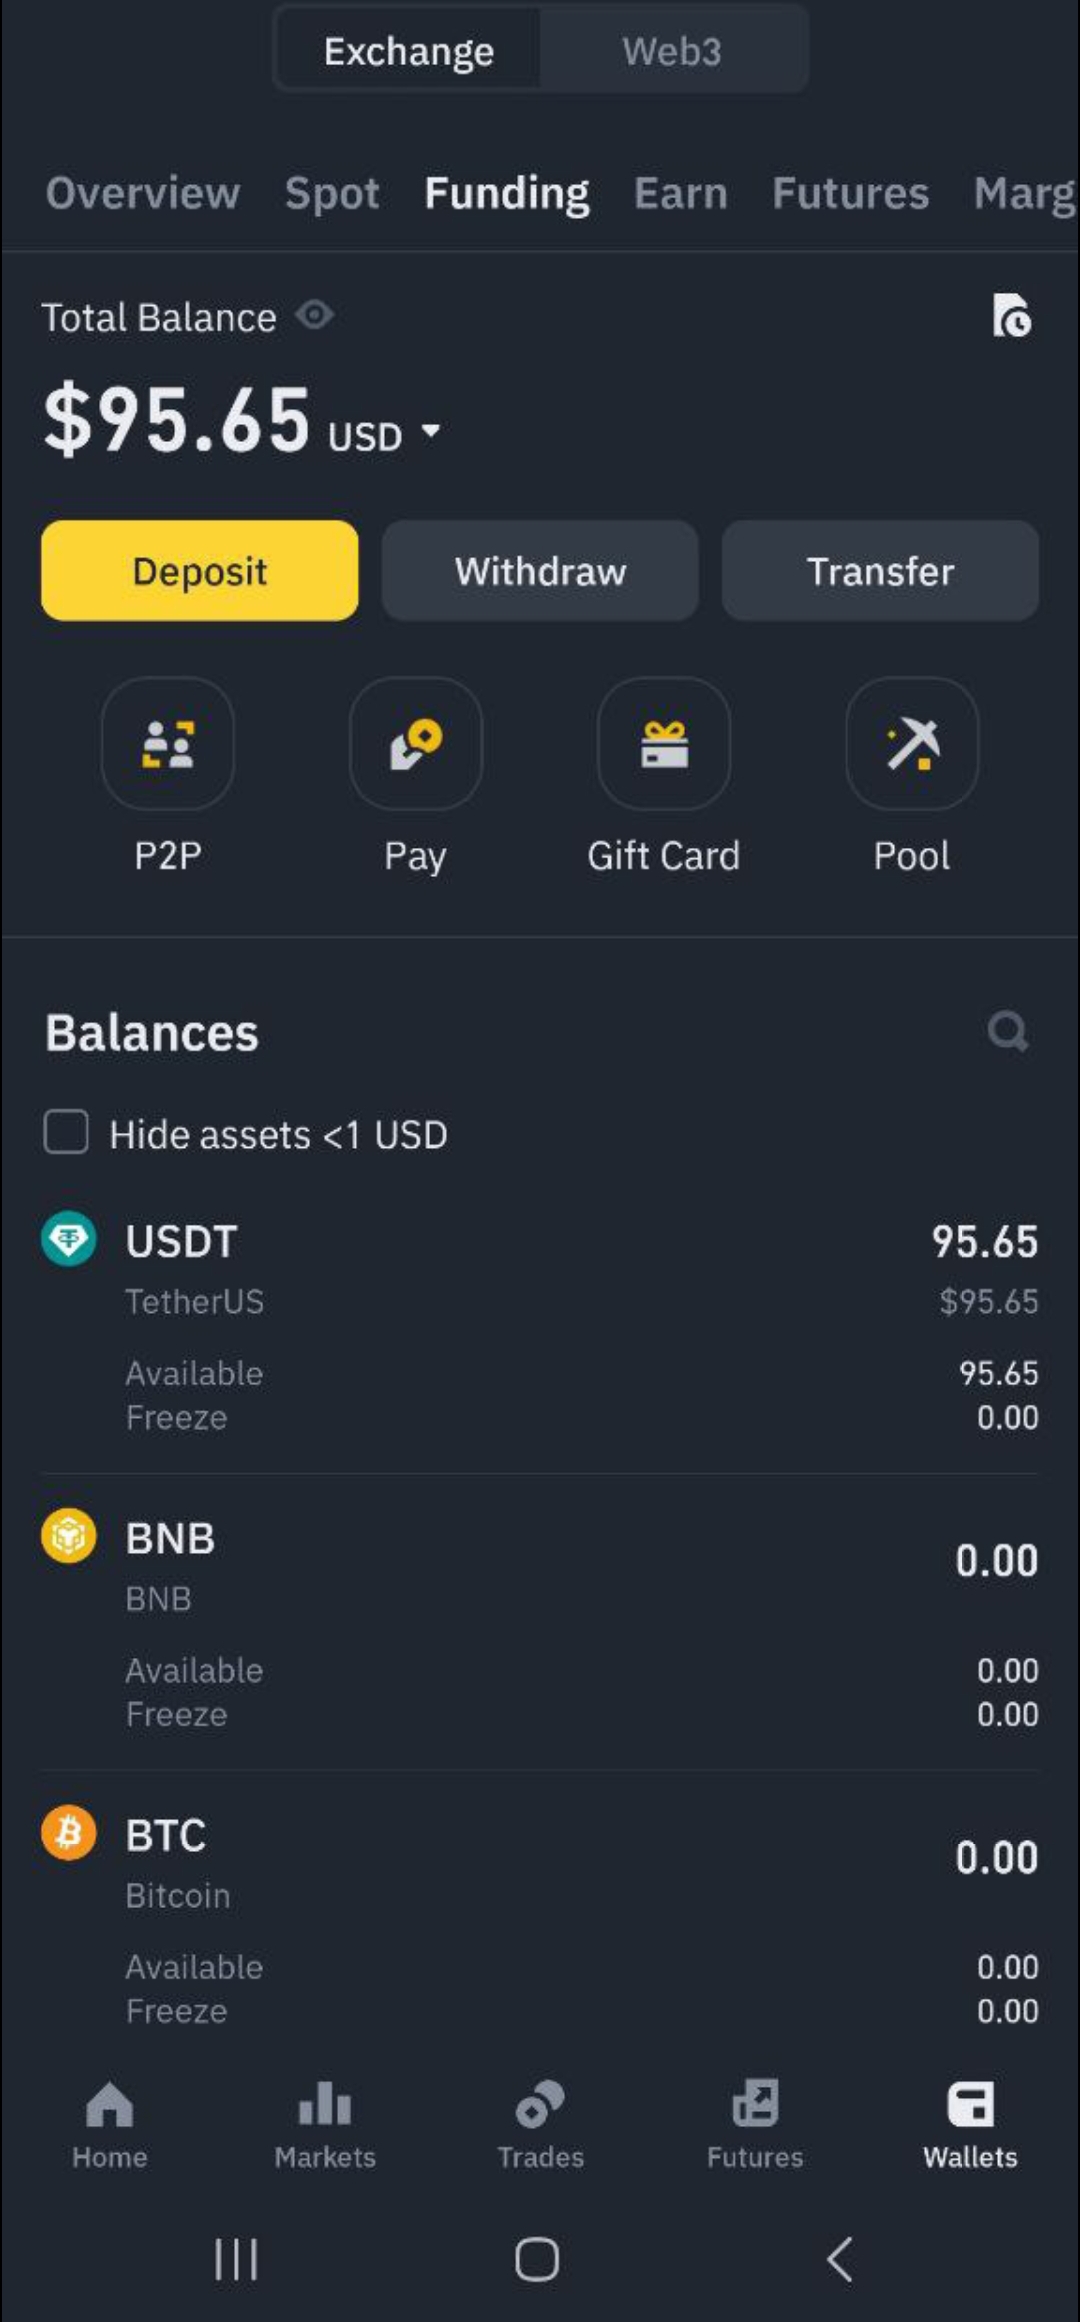 Exchange Web3
Overview Spot Funding Earn Futures Marg
Total Balance
$95.65 USD
Deposit Withdraw Transfer
P2P Pay Gift Card Pool
Balances
Hide assets <1 USD
USDT 95.65
TetherUS $95.65
Available 95.65
Freeze 0.00
BNB 0.00
BNB
Available 0.00
Freeze 0.00
BTC 0.00
Bitcoin
Available 0.00
Freeze 0.00
Home Markets Trades Futures Wallets